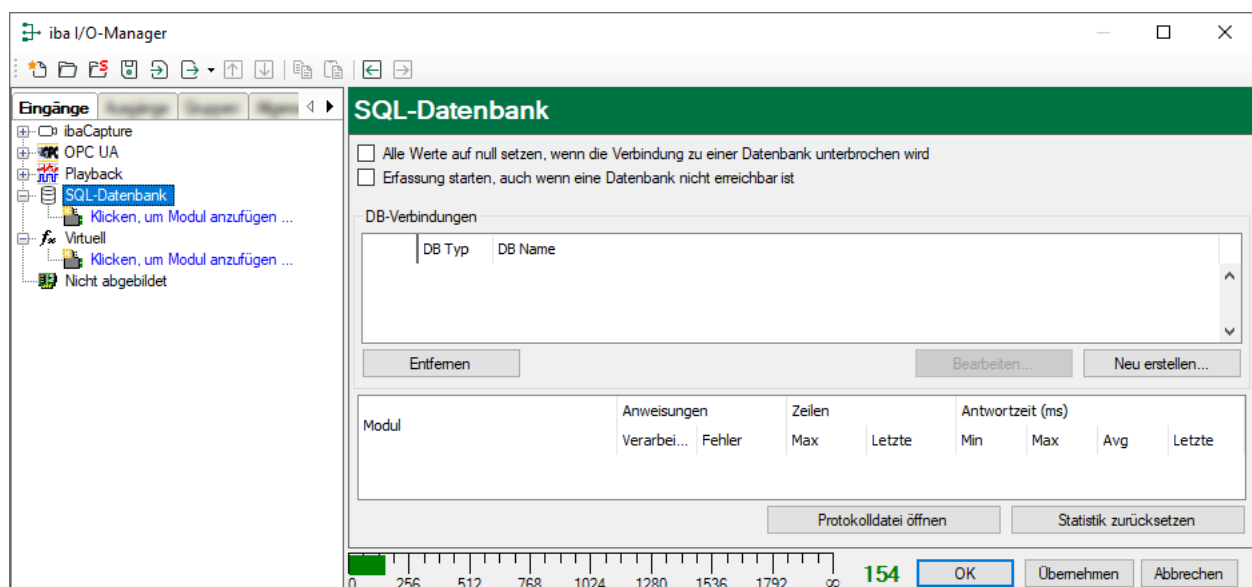 iba I/O-Manager
Eingänge
ibaCapture
OPC UA
Playback
SQL-Datenbank
Klicken, um Modul anzufügen ...
Virtuell
Klicken, um Modul anzufügen ...
Nicht abgebildet
SQL-Datenbank
Alle Werte auf null setzen, wenn die Verbindung zu einer Datenbank unterbrochen wird
Erfassung starten, auch wenn eine Datenbank nicht erreichbar ist
DB-Verbindungen
DB Typ DB Name
Entfernen Bearbeiten... Neu erstellen...
Modul Anweisungen Zeilen Antwortzeit (ms)
Verarbei... Fehler Max Letzte Min Max Avg Letzte
Protokolldatei öffnen Statistik zurücksetzen
0 256 512 768 1024 1280 1536 1792 ∞ 154 OK Übernehmen Abbrechen